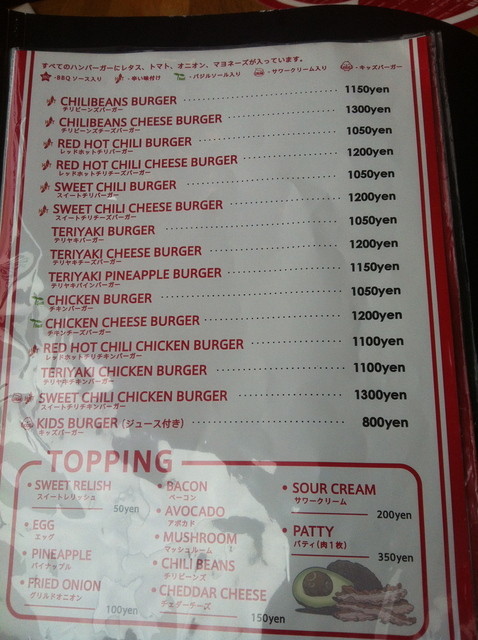 すべてのハンバーガーにレタス、トマト、オニオン、マヨネーズが入っています。
-BBQ ソース入り -辛い味付け -バジルソール入り -サワークリーム入り -キッズバーガー
CHILIBEANS BURGER 1150yen
チリビーンズバーガー
CHILIBEANS CHEESE BURGER 1300yen
チリビーンズチーズバーガー
RED HOT CHILI BURGER 1050yen
レッドホットチリバーガー
RED HOT CHILI CHEESE BURGER 1200yen
レッドホットチリチーズバーガー
SWEET CHILI BURGER 1050yen
スイートチリバーガー
SWEET CHILI CHEESE BURGER 1200yen
スイートチリチーズバーガー
TERIYAKI BURGER 1050yen
テリヤキバーガー
TERIYAKI CHEESE BURGER 1200yen
テリヤキチーズバーガー
TERIYAKI PINEAPPLE BURGER 1150yen
テリヤキパインバーガー
CHICKEN BURGER 1050yen
チキンバーガー
CHICKEN CHEESE BURGER 1200yen
チキンチーズバーガー
RED HOT CHILI CHICKEN BURGER 1100yen
レッドホットチリチキンバーガー
TERIYAKI CHICKEN BURGER 1100yen
テリヤキチキンバーガー
SWEET CHILI CHICKEN BURGER 1300yen
スイートチリチキンバーガー
KIDS BURGER (ジュース付き) 800yen
キッズバーガー
TOPPING
• SWEET RELISH
スイートレリッシュ
50yen
• EGG
エッグ
• PINEAPPLE
パイナップル
• FRIED ONION
グリルドオニオン
100yen
• BACON
ベーコン
• AVOCADO
アボカド
• MUSHROOM
マッシュルーム
• CHILI BEANS
チリビーンズ
• CHEDDAR CHEESE
チェダーチーズ
150yen
• SOUR CREAM
サワークリーム
200yen
• PATTY
パティ(肉1枚)
350yen